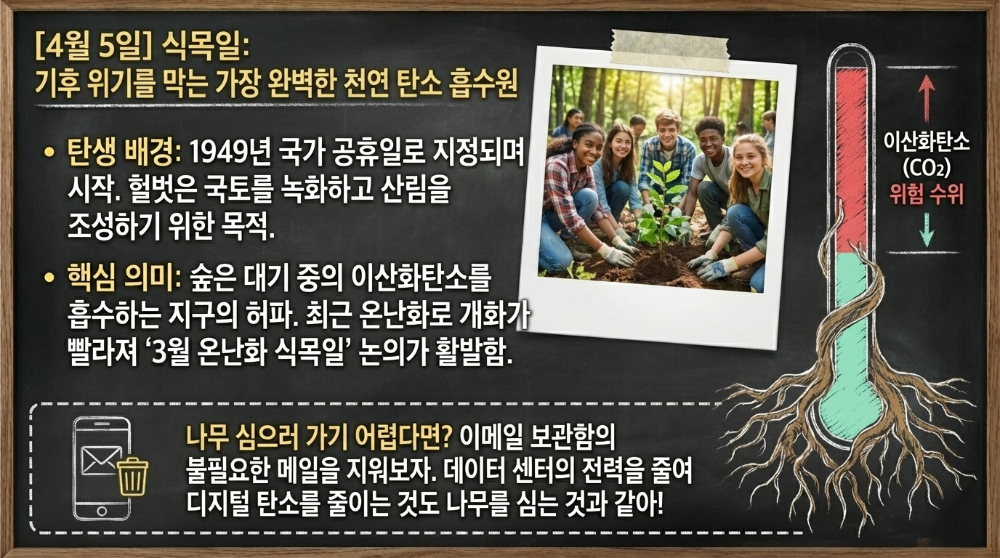 [4월 5일] 식목일:
기후 위기를 막는 가장 완벽한 천연 탄소 흡수원
• 탄생 배경: 1949년 국가 공휴일로 지정되며
시작. 헐벗은 국토를 녹화하고 산림을
조성하기 위한 목적.
• 핵심 의미: 숲은 대기 중의 이산화탄소를
흡수하는 지구의 허파. 최근 온난화로 개화가
빨라져 ‘3월 온난화 식목일’ 논의가 활발함.
이산화탄소
(CO₂)
위험 수위
나무 심으러 가기 어렵다면? 이메일 보관함의
불필요한 메일을 지워보자. 데이터 센터의 전력을 줄여
디지털 탄소를 줄이는 것도 나무를 심는 것과 같아!